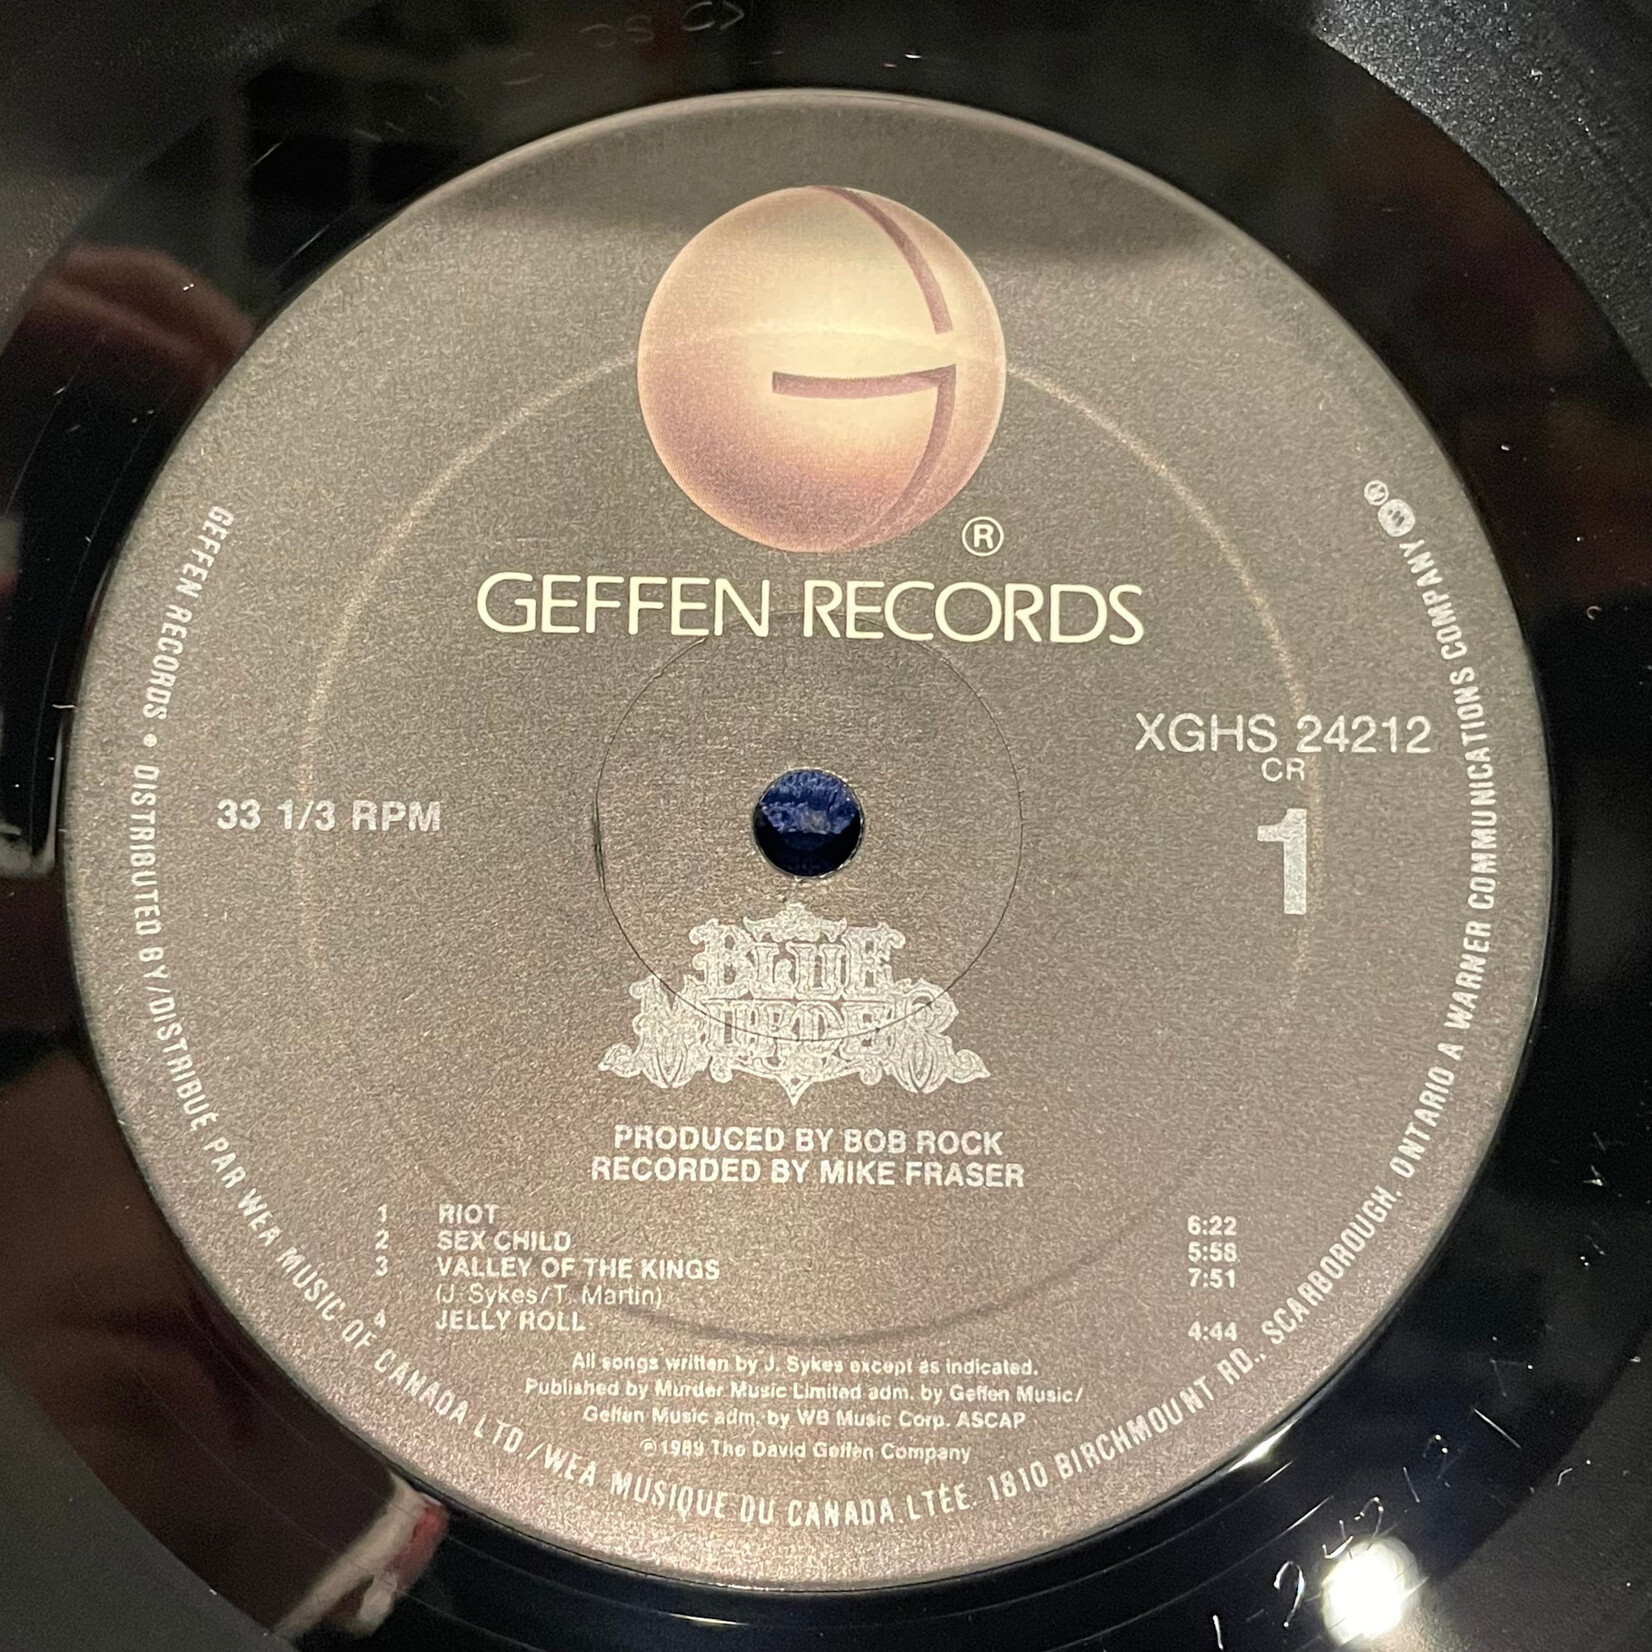 ®
GEFFEN RECORDS
XGHS 24212
CR
33 1/3 RPM
1
BLUE
MURDER
PRODUCED BY BOB ROCK
RECORDED BY MIKE FRASER
1 RIOT 6:22
2 SEX CHILD 5:58
3 VALLEY OF THE KINGS 7:51
(J. Sykes/T. Martin)
4 JELLY ROLL 4:44
All songs written by J. Sykes except as indicated.
Published by Murder Music Limited adm. by Geffen Music/
Geffen Music adm. by WB Music Corp. ASCAP
℗1989 The David Geffen Company
GEFFEN RECORDS • DISTRIBUTED BY/DISTRIBUÉ PAR WEA MUSIC OF CANADA LTD/WEA MUSIQUE DU CANADA LTÉE. 1810 BIRCHMOUNT RD., SCARBOROUGH, ONTARIO A WARNER COMMUNICATIONS COMPANY